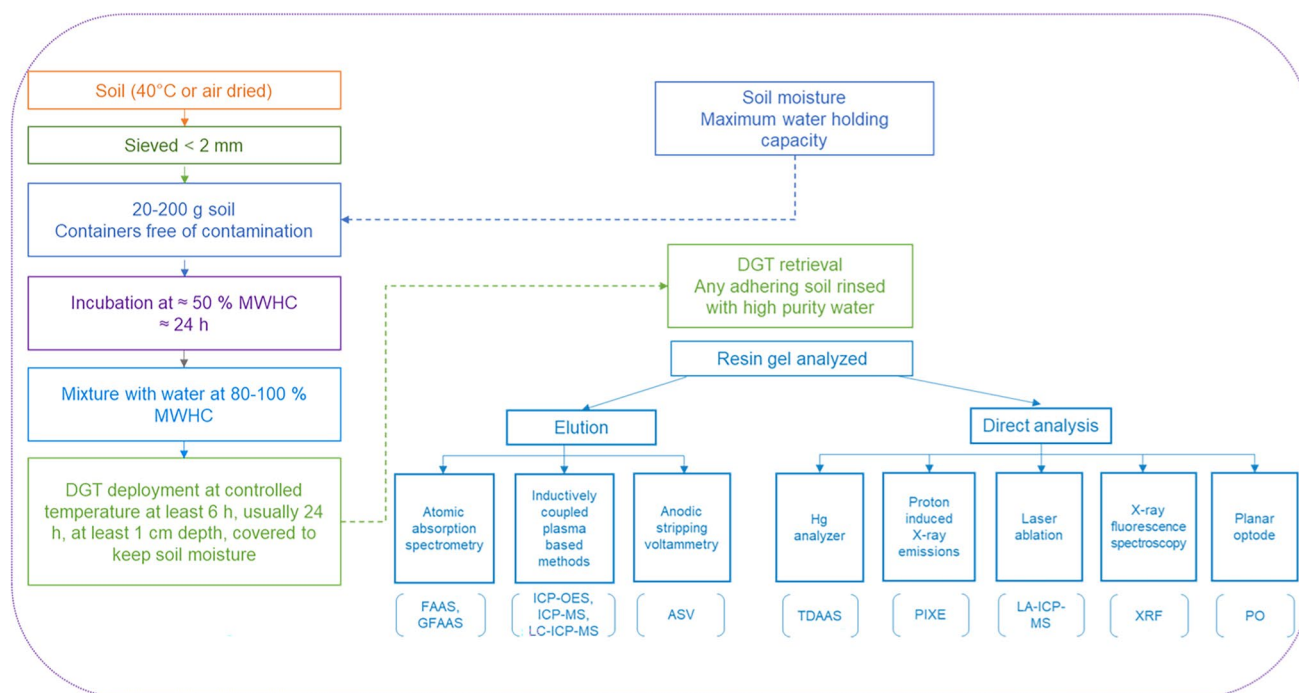 Soil (40°C or air dried)
Sieved < 2 mm
20-200 g soil
Containers free of contamination
Incubation at ≈ 50 % MWHC
≈ 24 h
Mixture with water at 80-100 %
MWHC
DGT deployment at controlled
temperature at least 6 h, usually 24
h, at least 1 cm depth, covered to
keep soil moisture
Soil moisture
Maximum water holding
capacity
DGT retrieval
Any adhering soil rinsed
with high purity water
Resin gel analyzed
Elution
Direct analysis
Atomic
absorption
spectrometry
Inductively
coupled
plasma
based
methods
Anodic
stripping
voltammetry
Hg
analyzer
Proton
induced
X-ray
emissions
Laser
ablation
X-ray
fluorescence
spectroscopy
Planar
optode
FAAS,
GFAAS
ICP-OES,
ICP-MS,
LC-ICP-MS
ASV
TDAAS
PIXE
LA-ICP-
MS
XRF
PO